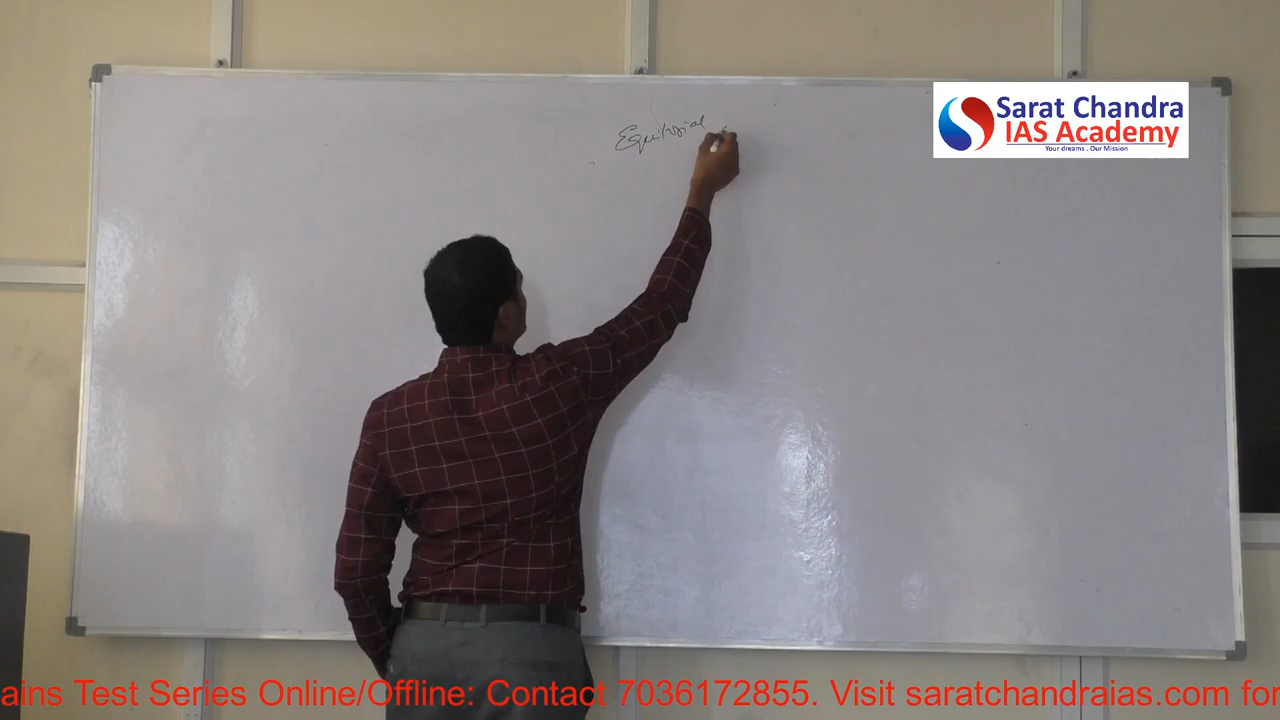 Sarat Chandra
IAS Academy
Your dreams . Our Mission
Equitorial
ains Test Series Online/Offline: Contact 7036172855. Visit saratchandraias.com for